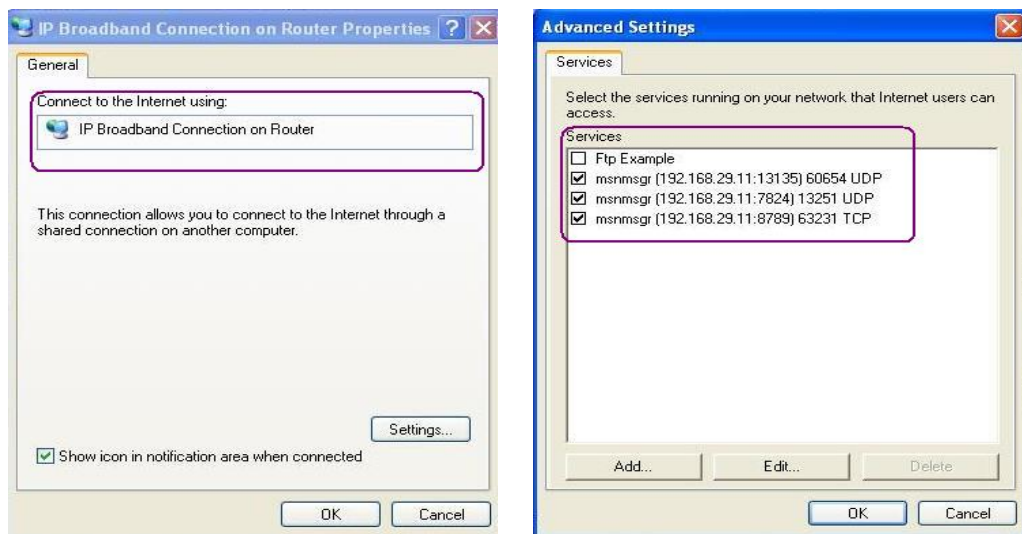 IP Broadband Connection on Router Properties
General
Connect to the Internet using:
IP Broadband Connection on Router
This connection allows you to connect to the Internet through a
shared connection on another computer.
Settings...
Show icon in notification area when connected
OK Cancel
Advanced Settings
Services
Select the services running on your network that Internet users can
access.
Services
Ftp Example
msnmsgr (192.168.29.11:13135) 60654 UDP
msnmsgr (192.168.29.11:7824) 13251 UDP
msnmsgr (192.168.29.11:8789) 63231 TCP
Add... Edit... Delete
OK Cancel